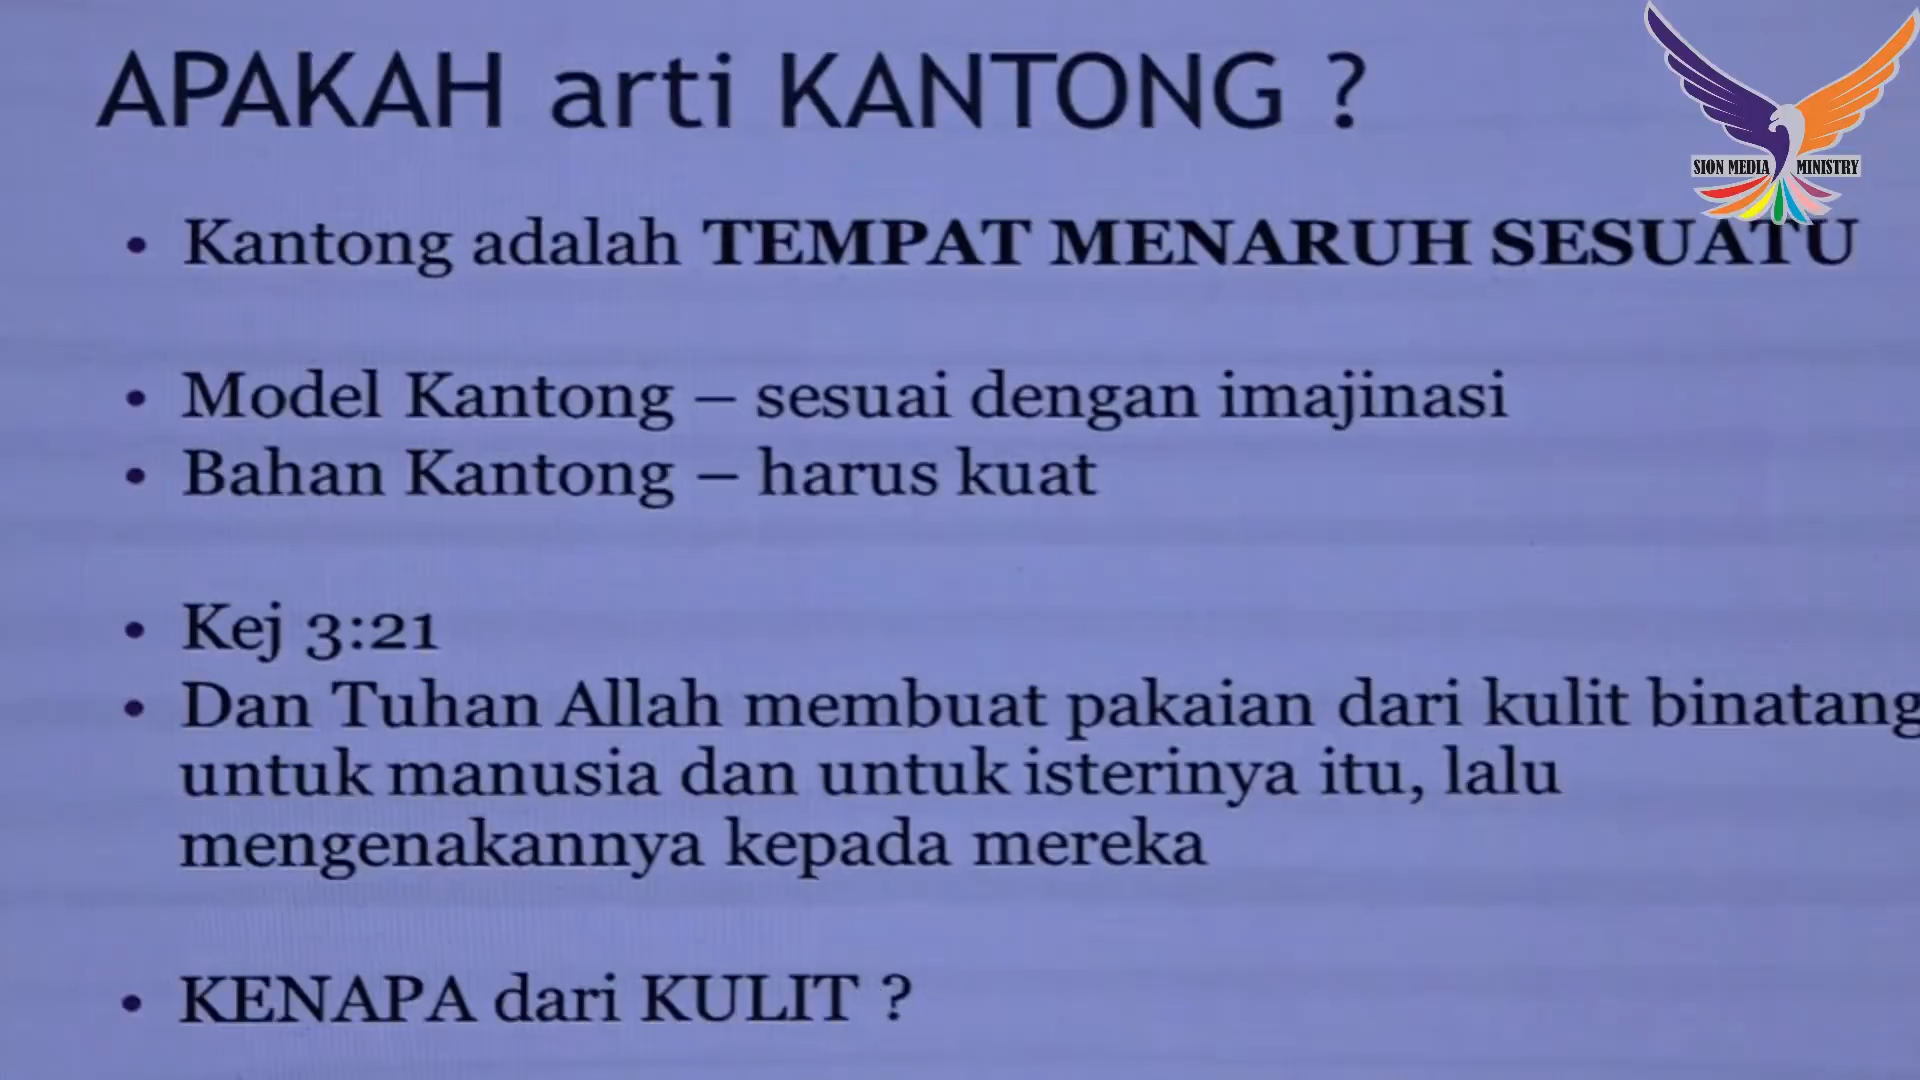 APAKAH arti KANTONG ?
SION MEDIA MINISTRY
• Kantong adalah TEMPAT MENARUH SESUATU
• Model Kantong – sesuai dengan imajinasi
• Bahan Kantong – harus kuat
• Kej 3:21
• Dan Tuhan Allah membuat pakaian dari kulit binatang
untuk manusia dan untuk isterinya itu, lalu
mengenakannya kepada mereka
• KENAPA dari KULIT ?